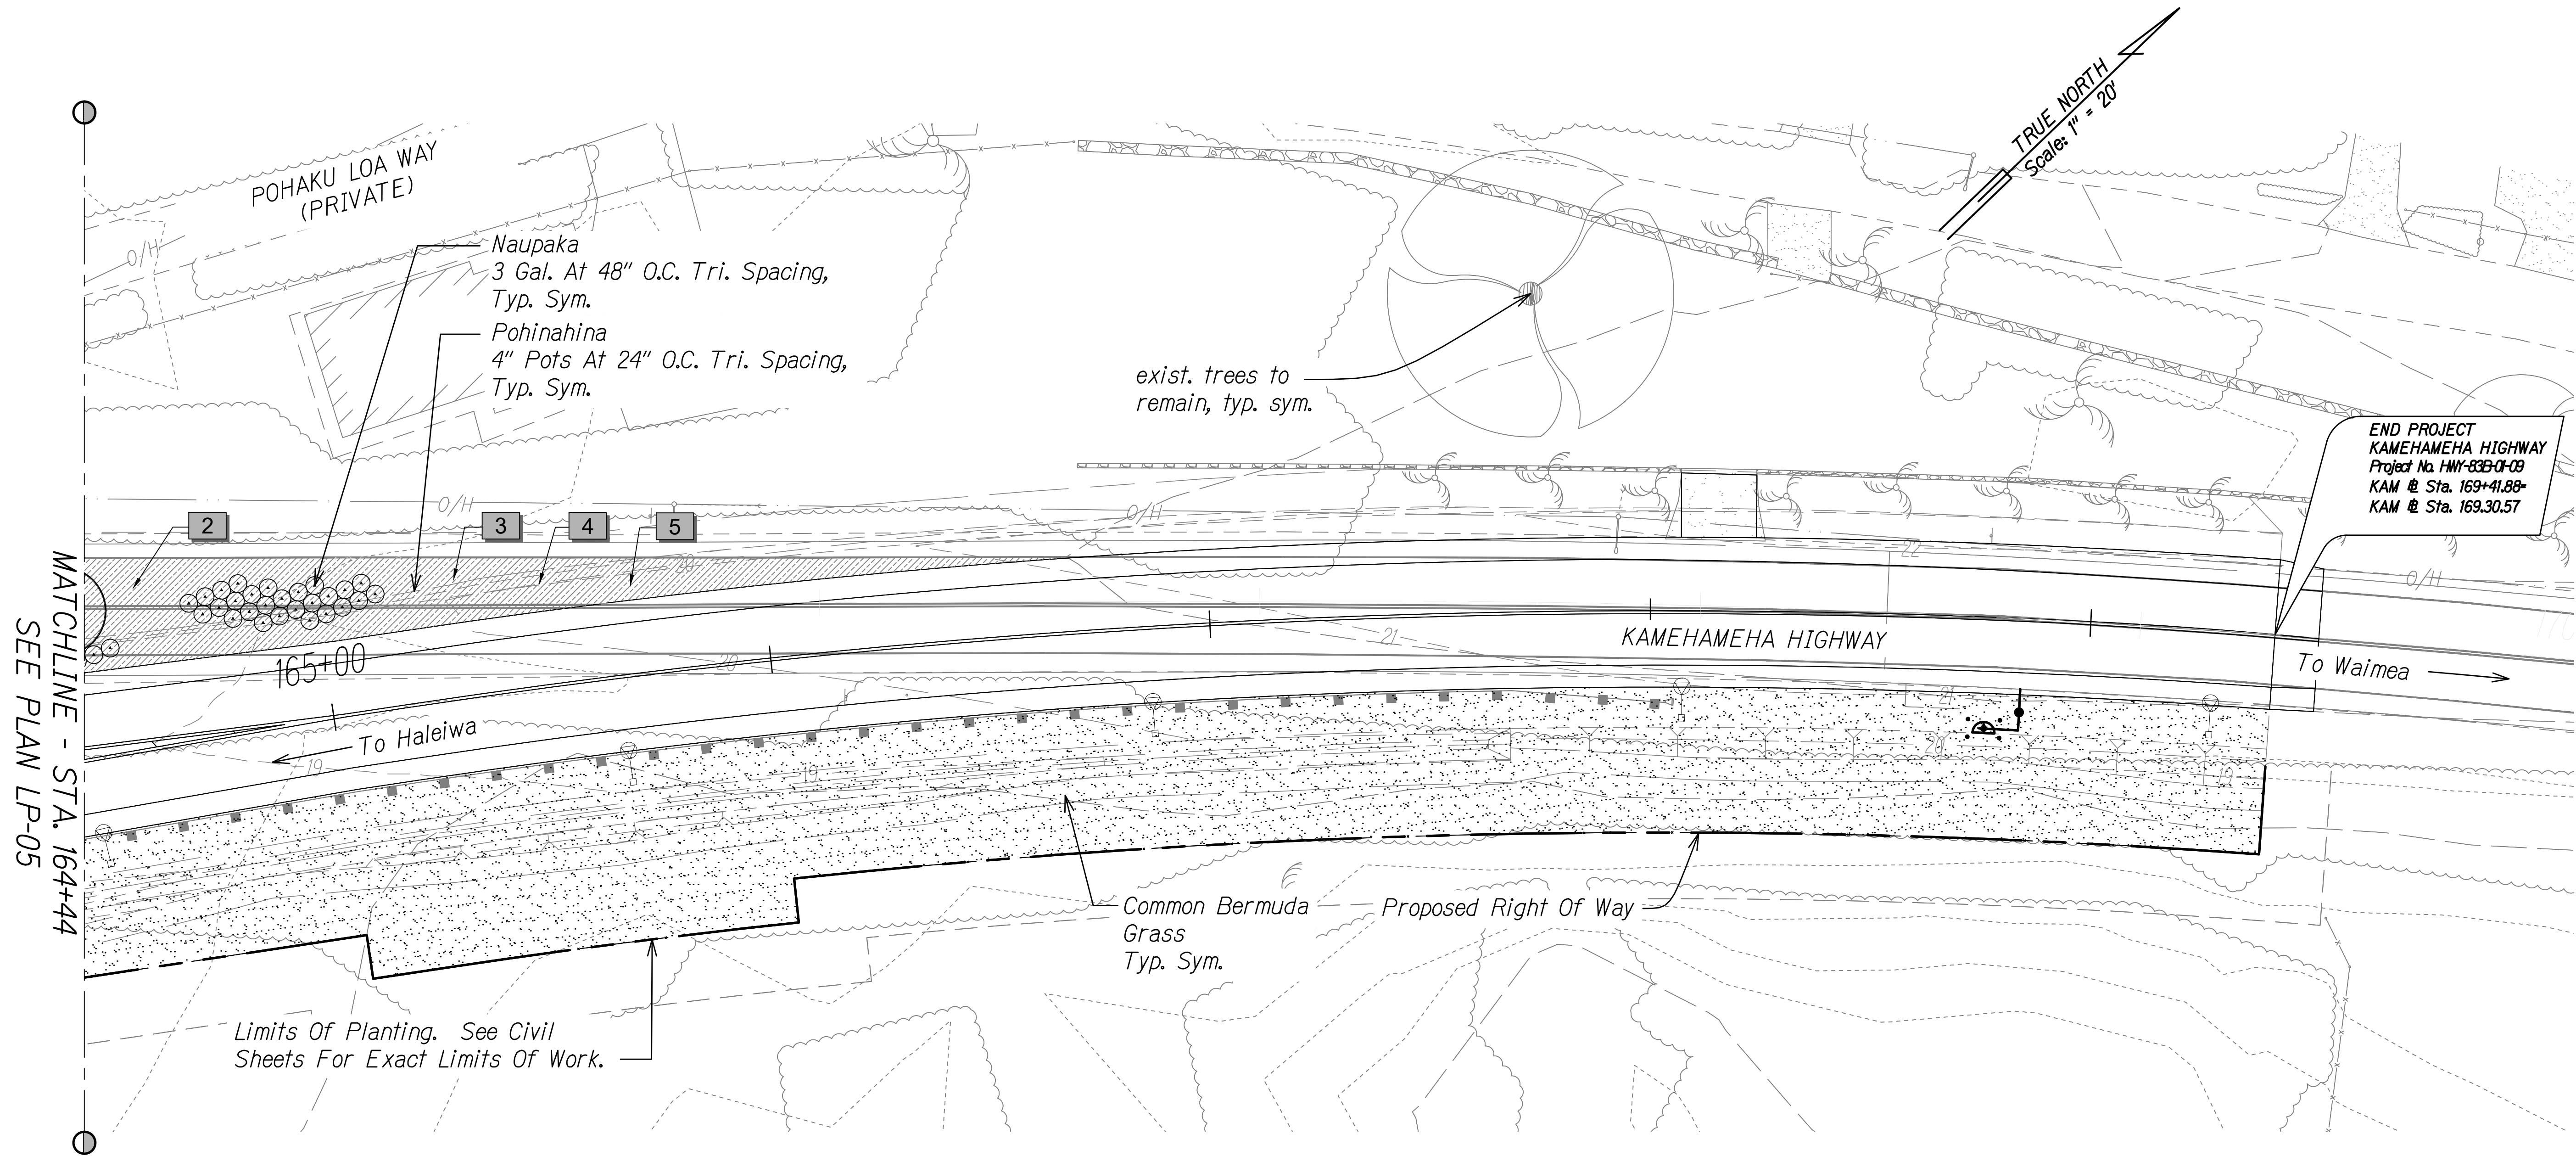 TRUE NORTH
Scale: 1" = 20'
POHAKU LOA WAY
(PRIVATE)
O/H
Naupaka
3 Gal. At 48" O.C. Tri. Spacing,
Typ. Sym.
Pohinahina
4" Pots At 24" O.C. Tri. Spacing,
Typ. Sym.
exist. trees to
remain, typ. sym.
END PROJECT
KAMEHAMEHA HIGHWAY
Project No. HWY-83B-01-09
KAM ℄ Sta. 169+41.88=
KAM ℄ Sta. 169.30.57
O/H
O/H
2
3
4
5
20
22
O/H
MATCHLINE - STA. 164+44
SEE PLAN LP-05
165+00
20
21
KAMEHAMEHA HIGHWAY
To Waimea
To Haleiwa
19
19
21
20
19
Common Bermuda
Grass
Typ. Sym.
Proposed Right Of Way
Limits Of Planting. See Civil
Sheets For Exact Limits Of Work.